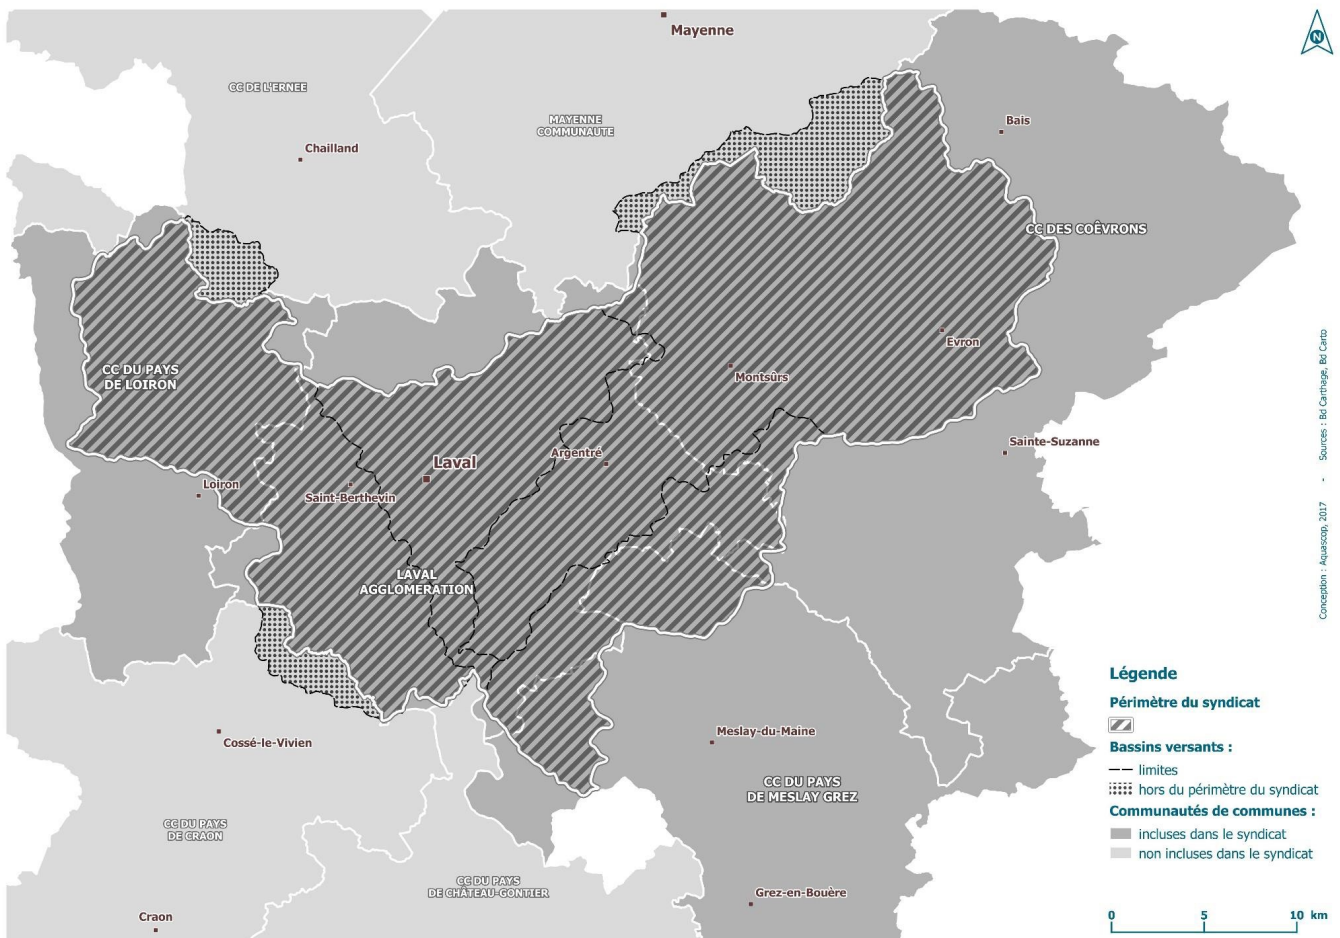 Mayenne
N
CC DE L'ERNEE
MAYENNE
COMMUNAUTE
Bais
Chailland
CC DES COËVRONS
Evron
CC DU PAYS
DE LOIRON
Montsûrs
Sainte-Suzanne
Argentré
Laval
Loiron
Saint-Berthevin
LAVAL
AGGLOMERATION
Cossé-le-Vivien
Meslay-du-Maine
CC DU PAYS
DE MESLAY GREZ
CC DU PAYS
DE CRAON
CC DU PAYS
DE CHÂTEAU-GONTIER
Grez-en-Bouère
Craon
Conception : Aquascop, 2017 - Sources : Bd Carthage, Bd Carto
Légende
Périmètre du syndicat
Bassins versants :
limites
hors du périmètre du syndicat
Communautés de communes :
incluses dans le syndicat
non incluses dans le syndicat
0 5 10 km